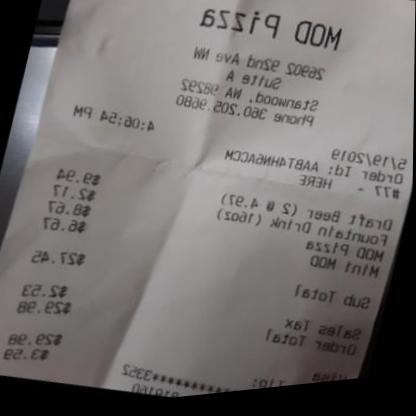 MOD Pizza
26902 92nd Ave NW
Suite A
Stanwood, WA 98292
Phone 360.205.9680
5/19/2019 4:06:54 PM
Order Id: AABT4HN6ACCM
#77 - HERE
Draft Beer (2 @ 4.97) $9.94
Fountain Drink (16oz) $2.17
MOD Pizza $8.67
Mini MOD $6.67
Sub Total $27.45
Sales Tax $2.53
Order Total $29.98
Visa $29.98
Tip: $3.59
************3352